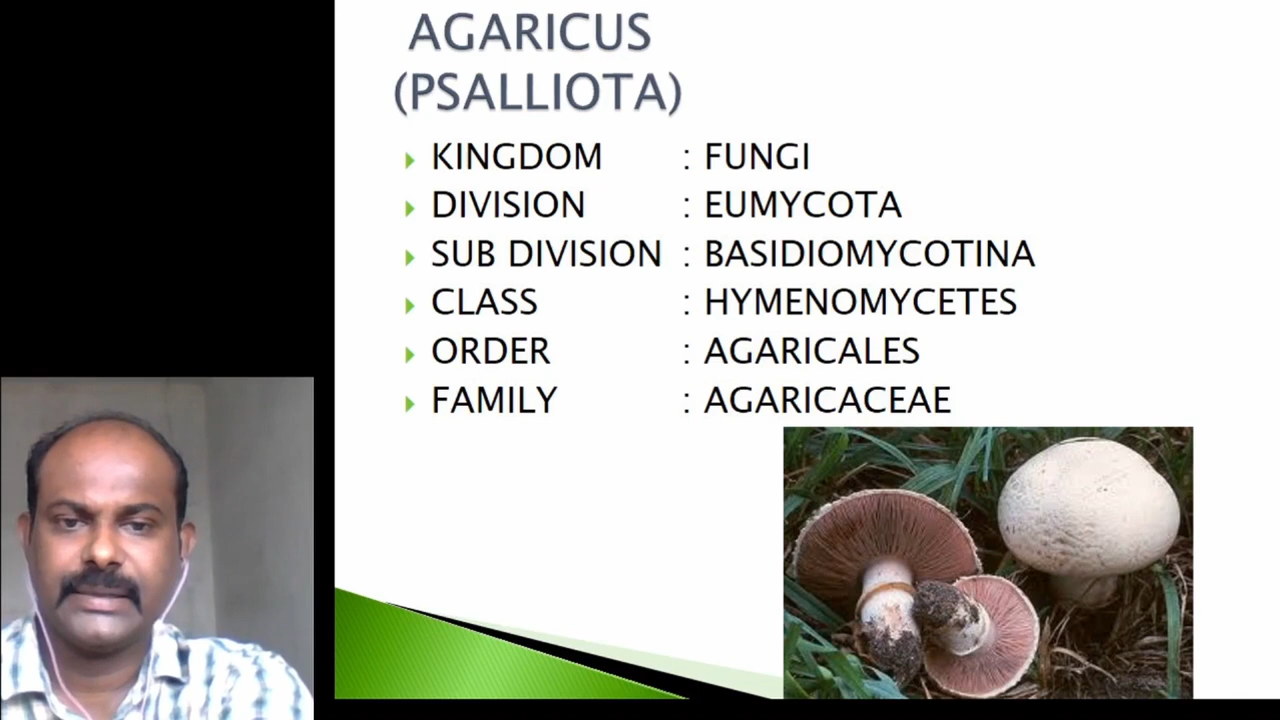 AGARICUS
(PSALLIOTA)
KINGDOM : FUNGI
DIVISION : EUMYCOTA
SUB DIVISION : BASIDIOMYCOTINA
CLASS : HYMENOMYCETES
ORDER : AGARICALES
FAMILY : AGARICACEAE